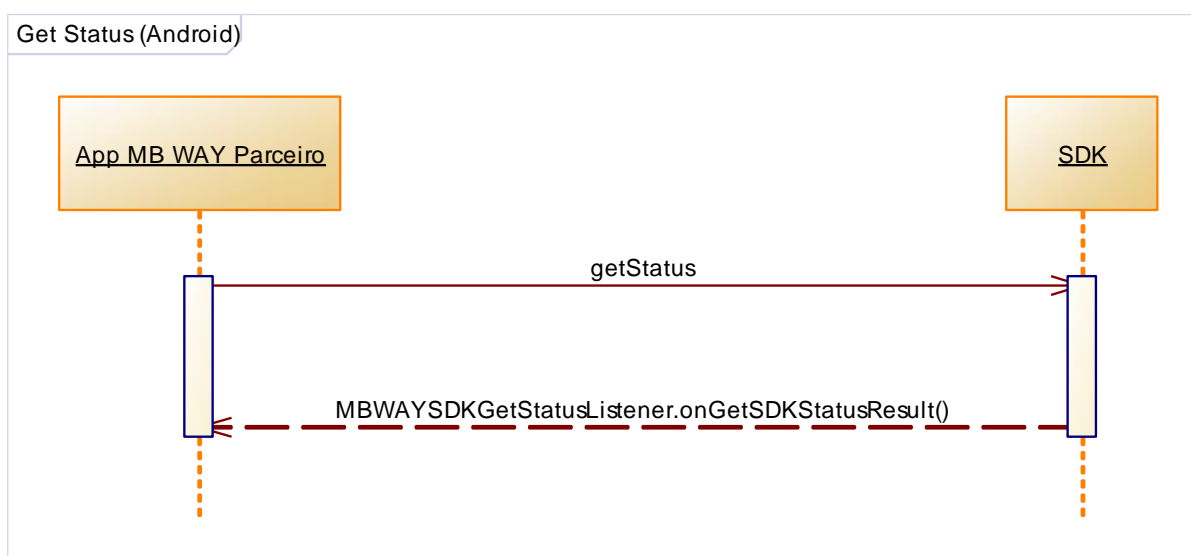 Get Status (Android)
App MB WAY Parceiro
SDK
getStatus
MBWAYSDKGetStatusListener.onGetSDKStatusResult()